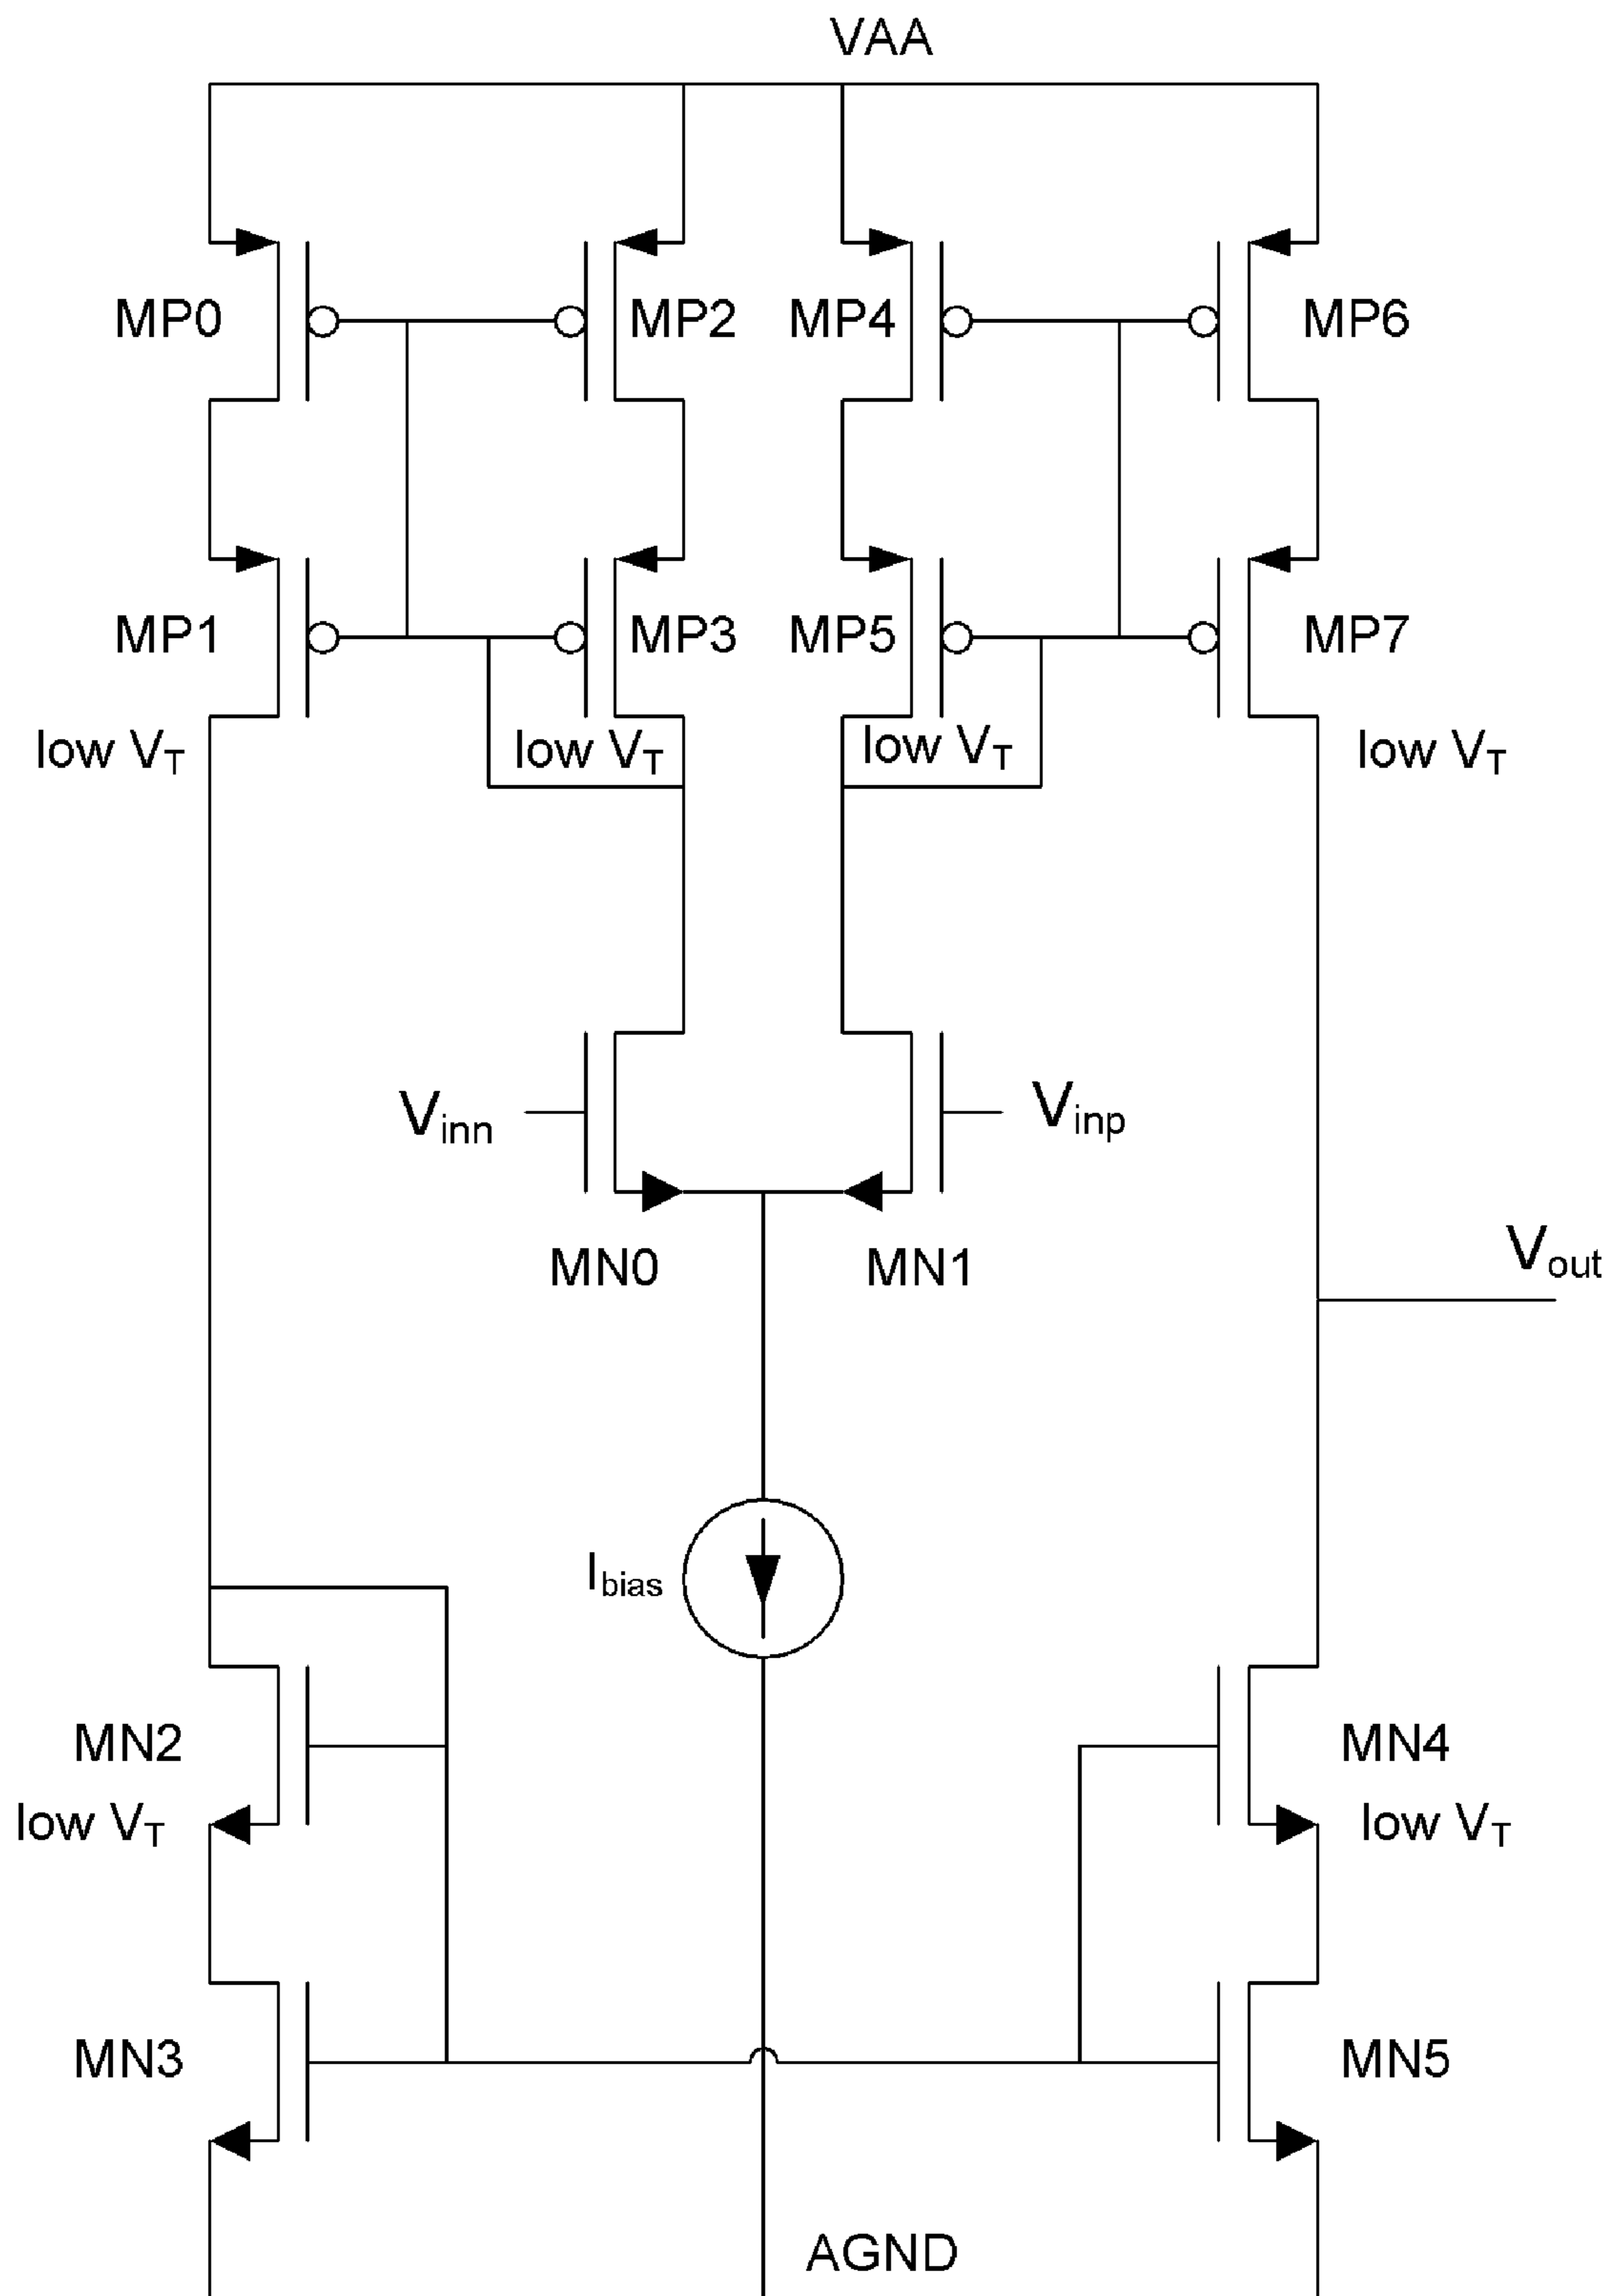 VAA
MP0
MP2
MP4
MP6
MP1
MP3
MP5
MP7
low VT
low VT
low VT
low VT
Vinn
Vinp
MN0
MN1
Vout
Ibias
MN2
MN4
low VT
low VT
MN3
MN5
AGND